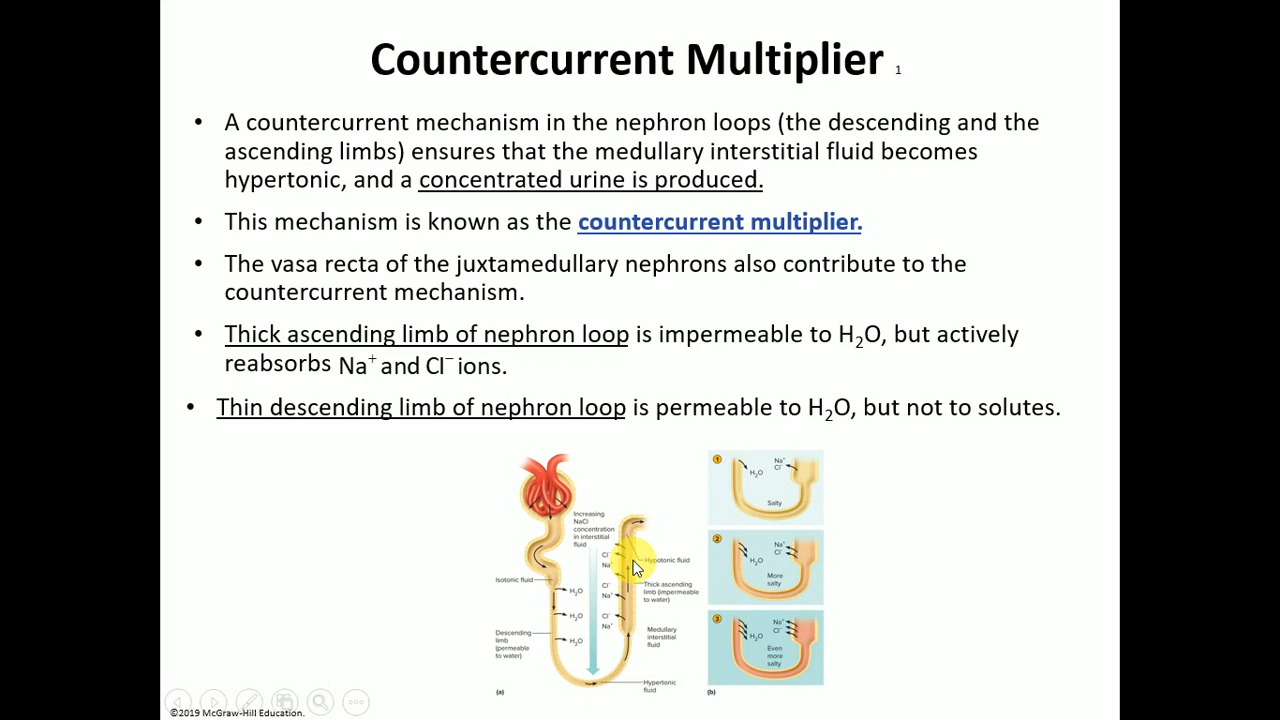 Countercurrent Multiplier 1
• A countercurrent mechanism in the nephron loops (the descending and the
ascending limbs) ensures that the medullary interstitial fluid becomes
hypertonic, and a concentrated urine is produced.
• This mechanism is known as the countercurrent multiplier.
• The vasa recta of the juxtamedullary nephrons also contribute to the
countercurrent mechanism.
• Thick ascending limb of nephron loop is impermeable to H₂O, but actively
reabsorbs Na⁺ and Cl⁻ ions.
• Thin descending limb of nephron loop is permeable to H₂O, but not to solutes.
Increasing
NaCl
concentration
in interstitial
fluid
Isotonic fluid
H₂O
H₂O
H₂O
Descending
limb
(permeable
to water)
Cl⁻
Na⁺
Cl⁻
Na⁺
Cl⁻
Na⁺
Hypotonic fluid
Thick ascending
limb (impermeable
to water)
Medullary
interstitial
fluid
Hypertonic
fluid
(a)
1
H₂O
Na⁺
Cl⁻
Salty
2
H₂O
Na⁺
Cl⁻
More
salty
3
H₂O
Na⁺
Cl⁻
Even
more
salty
(b)
©2019 McGraw-Hill Education.